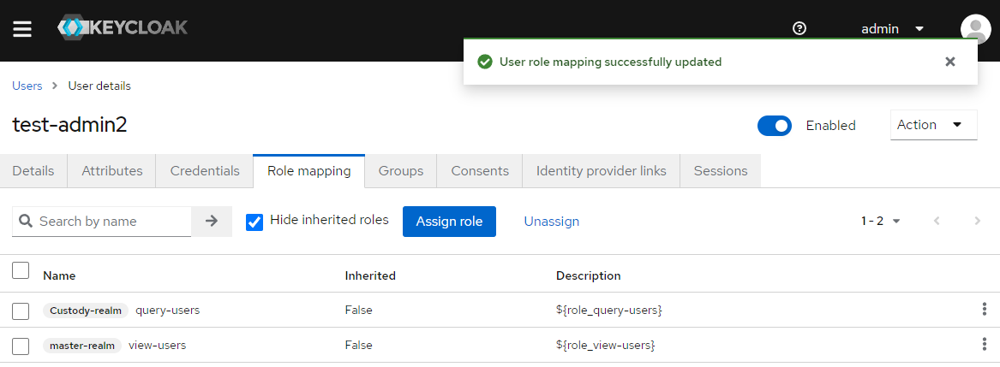 KEYCLOAK
admin
User role mapping successfully updated
Users
User details
test-admin2
Enabled
Action
Details
Attributes
Credentials
Role mapping
Groups
Consents
Identity provider links
Sessions
Search by name
Hide inherited roles
Assign role
Unassign
1 - 2
Name Inherited Description
Custody-realm query-users False ${role_query-users}
master-realm view-users False ${role_view-users}